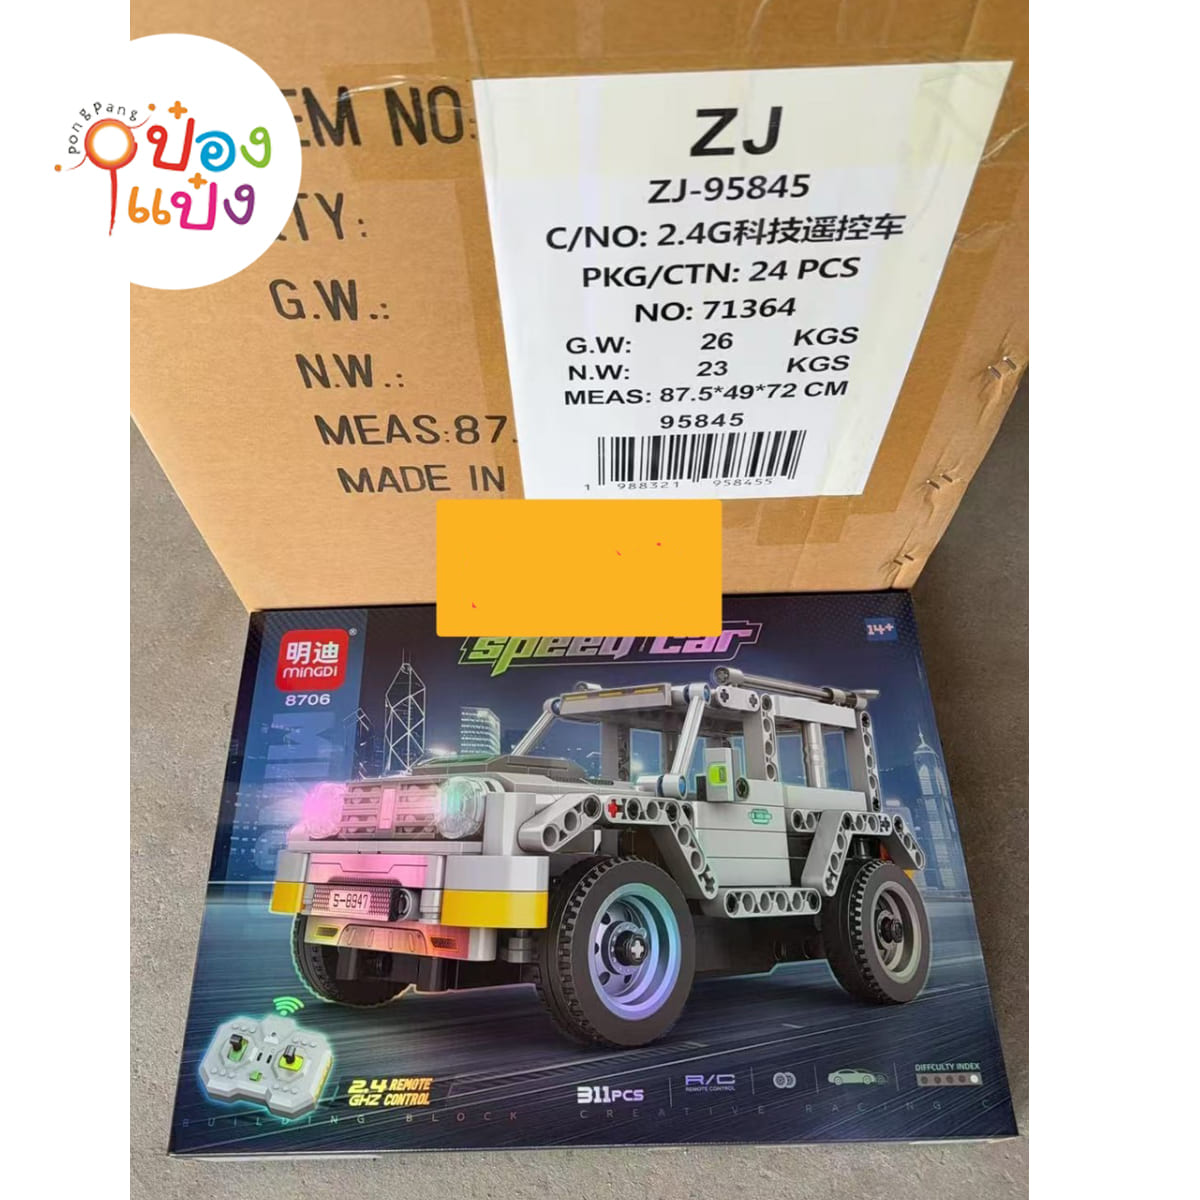 PongPang
ป๋อง
แป๋ง
EM NO:
TY:
G.W.:
N.W.:
MEAS:87.
MADE IN
ZJ
ZJ-95845
C/NO: 2.4G科技遥控车
PKG/CTN: 24 PCS
NO: 71364
G.W: 26 KGS
N.W: 23 KGS
MEAS: 87.5*49*72 CM
95845
1 988321 958455
speed car
14+
明迪®
MINGDI
8706
S-8947
2.4 REMOTE
GHZ CONTROL
311PCS
R/C
REMOTE CONTROL
DIFFCULTY INDEX
BUILDING BLOCK CREATIVE RACING C